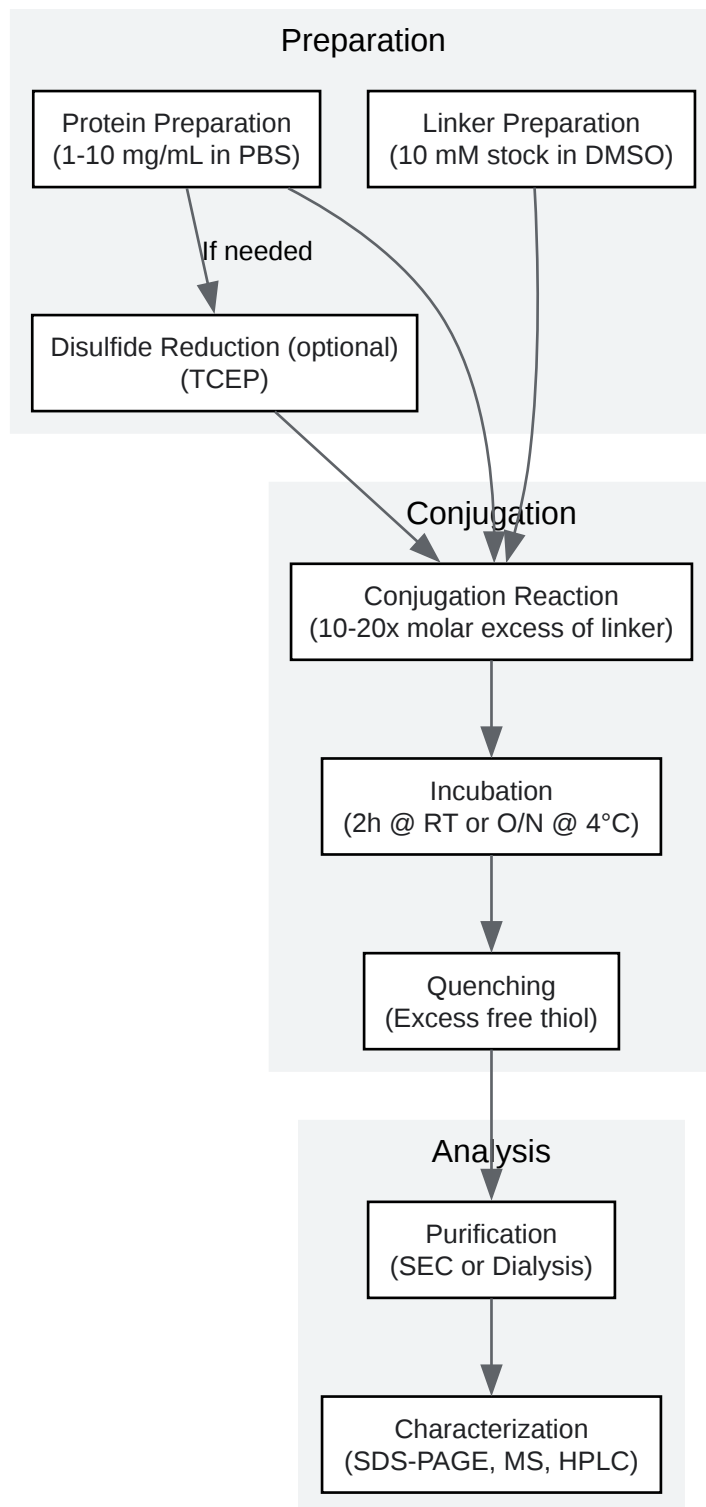 Preparation
Protein Preparation
(1-10 mg/mL in PBS)
Linker Preparation
(10 mM stock in DMSO)
If needed
Disulfide Reduction (optional)
(TCEP)
Conjugation
Conjugation Reaction
(10-20x molar excess of linker)
Incubation
(2h @ RT or O/N @ 4°C)
Quenching
(Excess free thiol)
Analysis
Purification
(SEC or Dialysis)
Characterization
(SDS-PAGE, MS, HPLC)